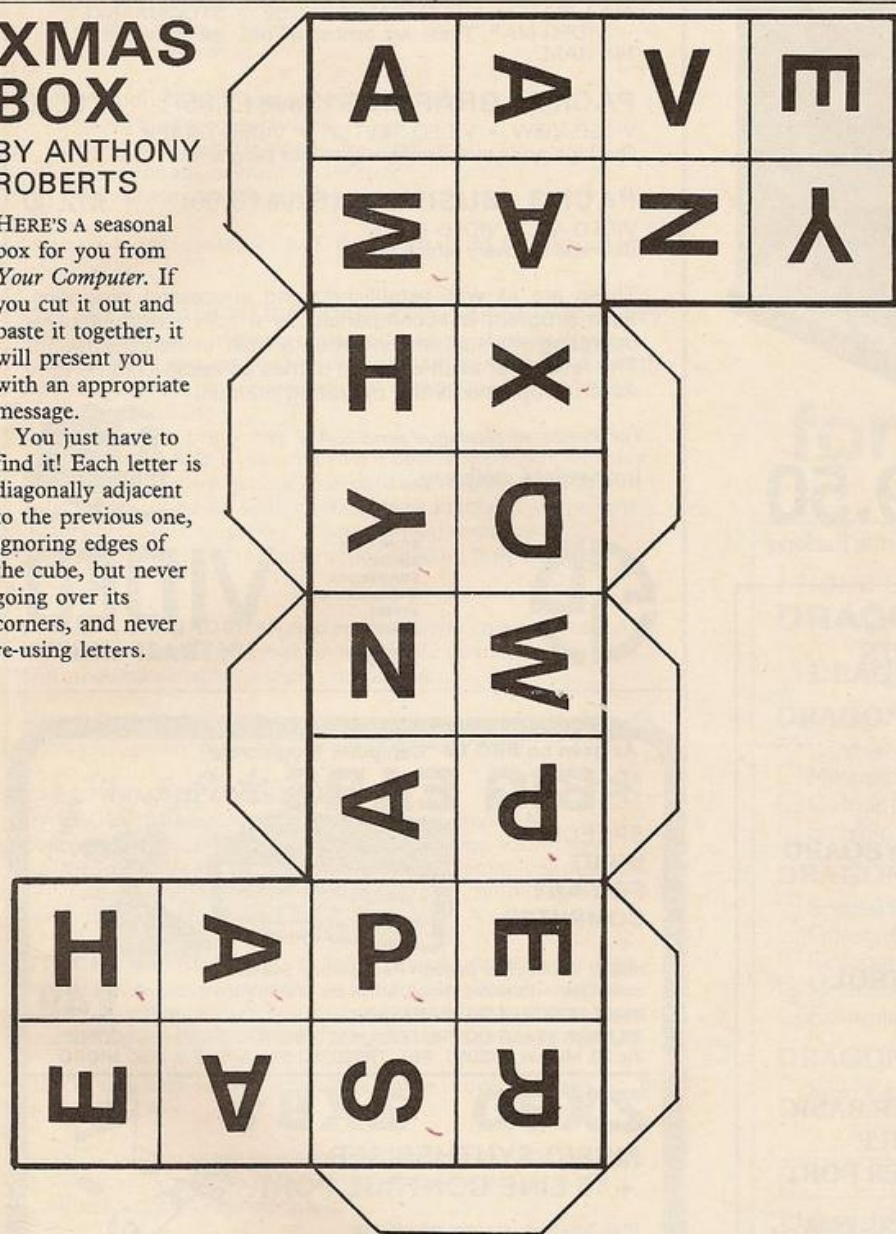 XMAS
BOX
BY ANTHONY
ROBERTS
HERE'S A seasonal
box for you from
Your Computer. If
you cut it out and
paste it together, it
will present you
with an appropriate
message.
You just have to
find it! Each letter is
diagonally adjacent
to the previous one,
ignoring edges of
the cube, but never
going over its
corners, and never
re-using letters.
A A V E
M A N Y
H X
Y D
N W
A P
H A P E
E A S R